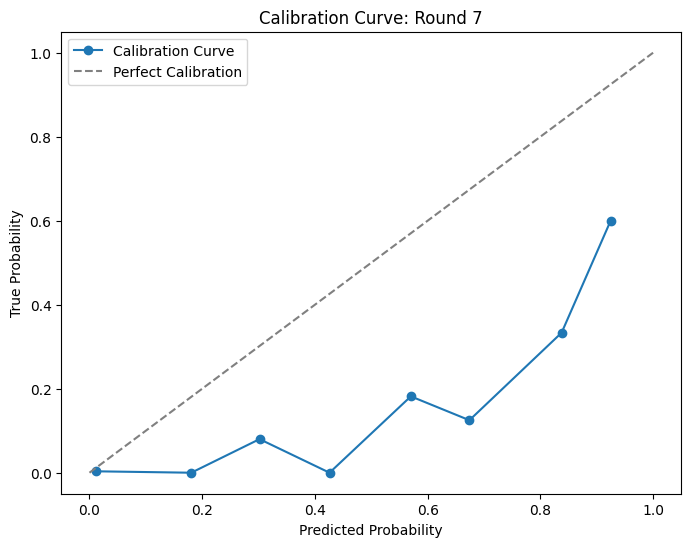 Calibration Curve: Round 7
Calibration Curve
Perfect Calibration
True Probability
1.0
0.8
0.6
0.4
0.2
0.0
0.0 0.2 0.4 0.6 0.8 1.0
Predicted Probability